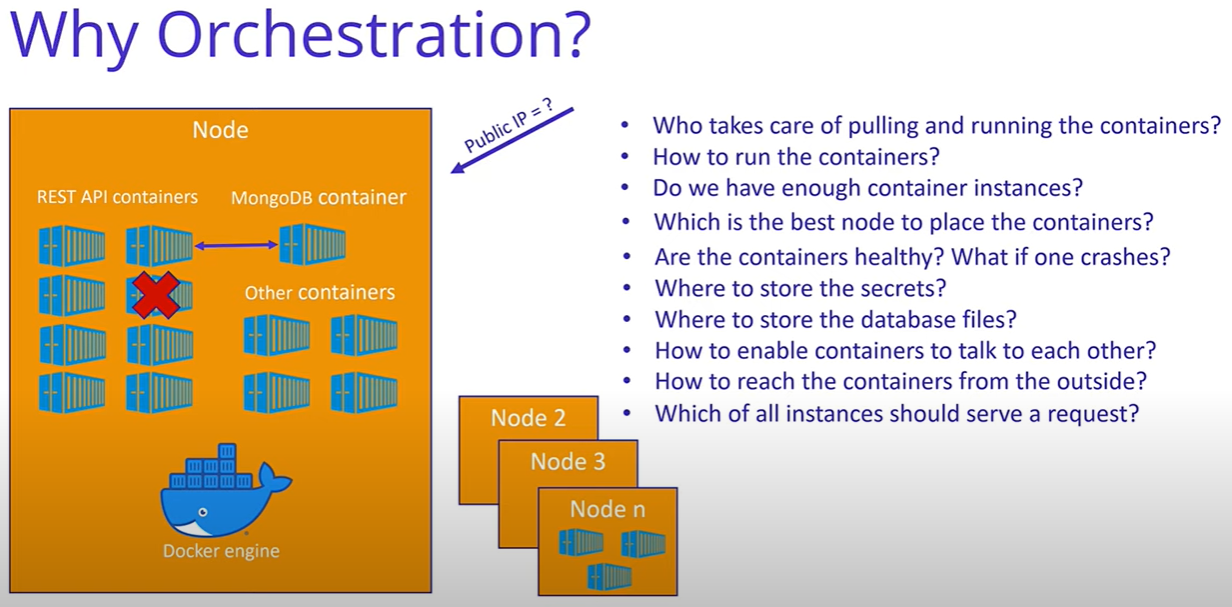 Why Orchestration?
Node
Public IP = ?
REST API containers
MongoDB container
Other containers
Docker engine
Node 2
Node 3
Node n
• Who takes care of pulling and running the containers?
• How to run the containers?
• Do we have enough container instances?
• Which is the best node to place the containers?
• Are the containers healthy? What if one crashes?
• Where to store the secrets?
• Where to store the database files?
• How to enable containers to talk to each other?
• How to reach the containers from the outside?
• Which of all instances should serve a request?